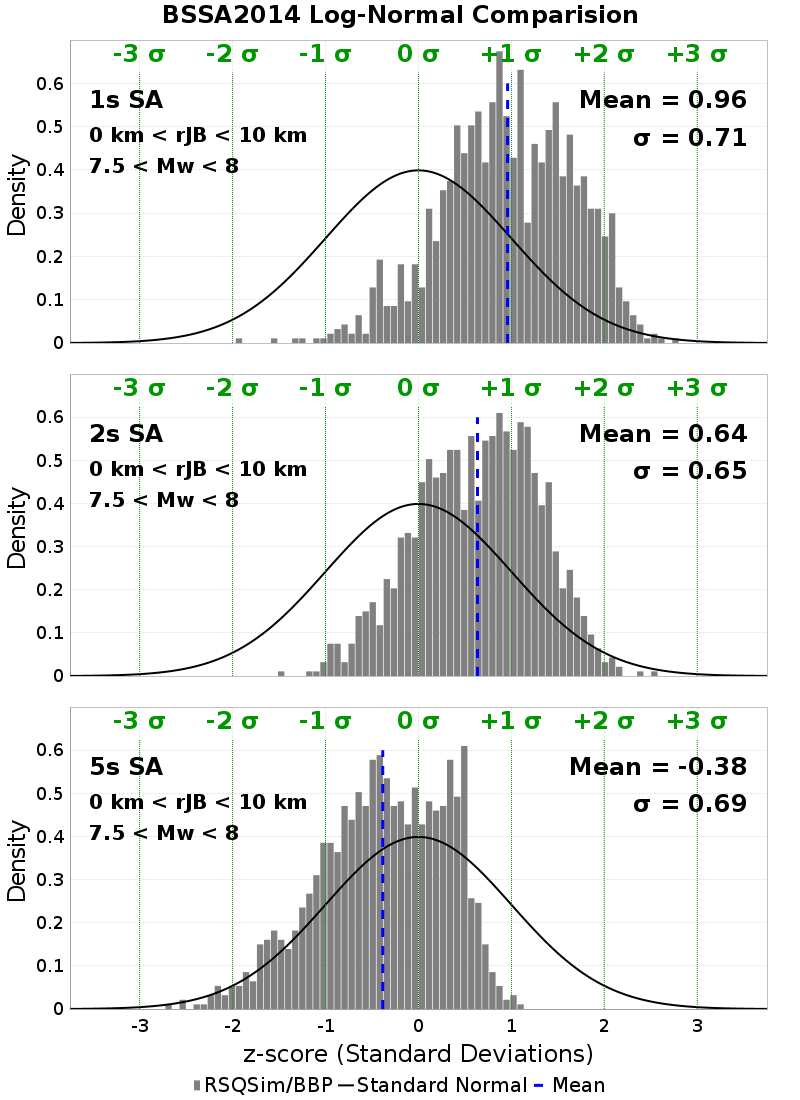 BSSA2014 Log-Normal Comparision
-3 σ -2 σ -1 σ 0 σ +1 σ +2 σ +3 σ
0.6
1s SA Mean = 0.96
0.5
0 km < rJB < 10 km σ = 0.71
7.5 < Mw < 8
0.4
0.3
Density
0.2
0.1
0
-3 σ -2 σ -1 σ 0 σ +1 σ +2 σ +3 σ
0.6
2s SA Mean = 0.64
0.5
0 km < rJB < 10 km σ = 0.65
7.5 < Mw < 8
0.4
0.3
Density
0.2
0.1
0
-3 σ -2 σ -1 σ 0 σ +1 σ +2 σ +3 σ
0.6
5s SA Mean = -0.38
0.5
0 km < rJB < 10 km σ = 0.69
7.5 < Mw < 8
0.4
0.3
Density
0.2
0.1
0
-3 -2 -1 0 1 2 3
z-score (Standard Deviations)
RSQSim/BBP Standard Normal Mean